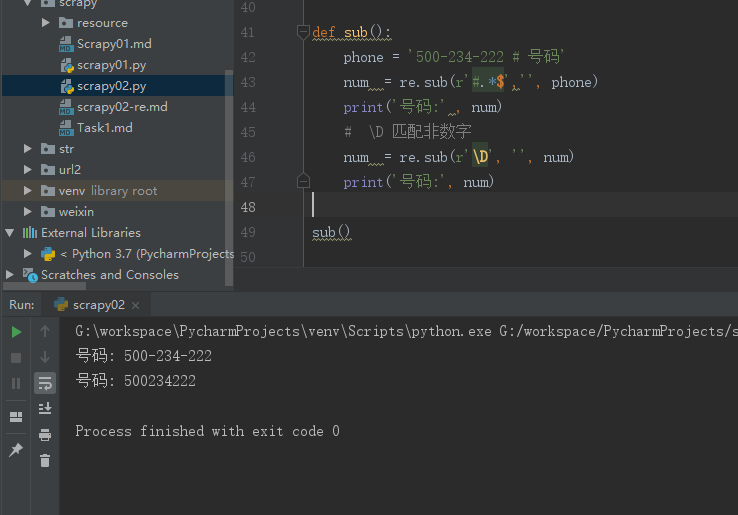 scrapy
resource
Scrapy01.md
scrapy01.py
scrapy02.py
scrapy02-re.md
Task1.md
str
url2
venv library root
weixin
External Libraries
< Python 3.7 (PycharmProjects
Scratches and Consoles
40
41 def sub():
42 phone = '500-234-222 # 号码'
43 num = re.sub(r'#.*$','', phone)
44 print('号码:' , num)
45 # \D 匹配非数字
46 num = re.sub(r'\D', '', num)
47 print('号码:', num)
48
49 sub()
50
Run: scrapy02 ×
G:\workspace\PycharmProjects\venv\Scripts\python.exe G:/workspace/PycharmProjects/s
号码: 500-234-222
号码: 500234222
Process finished with exit code 0